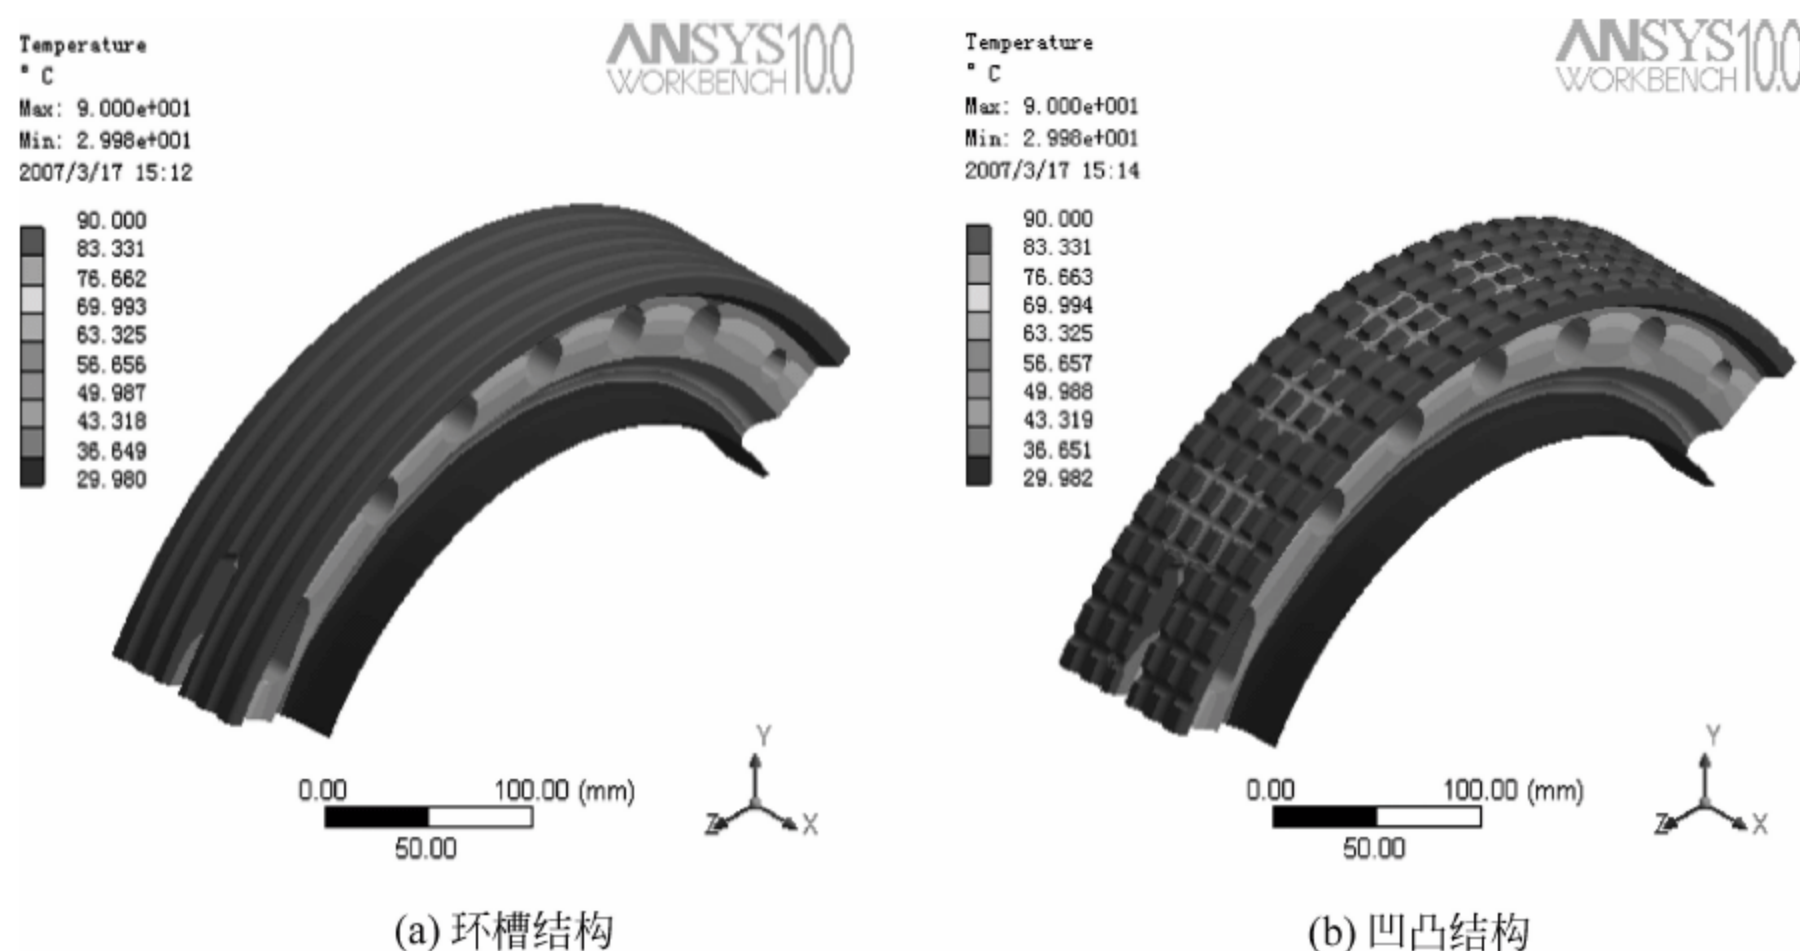 Temperature
° C
Max: 9.000e+001
Min: 2.998e+001
2007/3/17 15:12
ANSYS 10.0
WORKBENCH
90.000
83.331
76.662
69.993
63.325
56.656
49.987
43.318
36.649
29.980
0.00
100.00 (mm)
50.00
Y
Z
X
(a) 环槽结构
Temperature
° C
Max: 9.000e+001
Min: 2.998e+001
2007/3/17 15:14
ANSYS 10.0
WORKBENCH
90.000
83.331
76.663
69.994
63.325
56.657
49.988
43.319
36.651
29.982
0.00
100.00 (mm)
50.00
Y
Z
X
(b) 凹凸结构